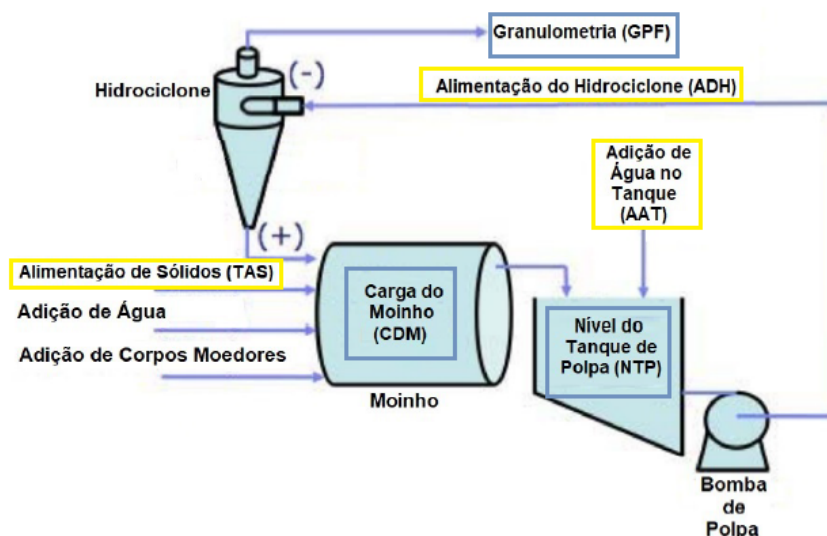 Granulometria (GPF)
(-)
Hidrociclone
Alimentação do Hidrociclone (ADH)
Adição de
Água no
Tanque
(AAT)
(+)
Alimentação de Sólidos (TAS)
Adição de Água
Adição de Corpos Moedores
Carga do
Moinho
(CDM)
Moinho
Nível do
Tanque de
Polpa (NTP)
Bomba
de
Polpa